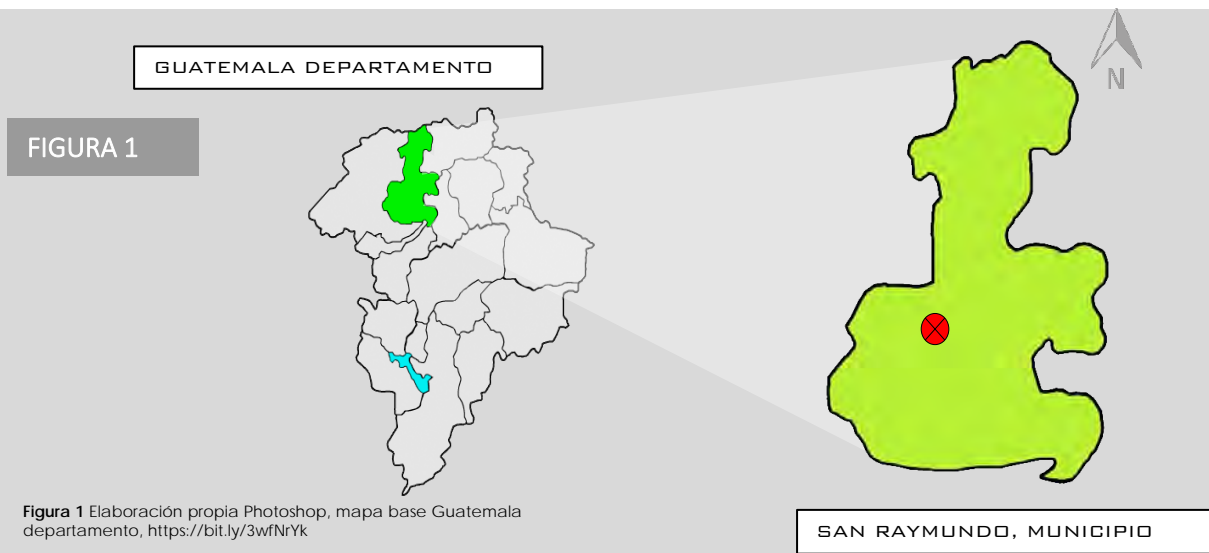 GUATEMALA DEPARTAMENTO
N
FIGURA 1
Figura 1 Elaboración propia Photoshop, mapa base Guatemala
departamento, https://bit.ly/3wfNrYk
SAN RAYMUNDO, MUNICIPIO